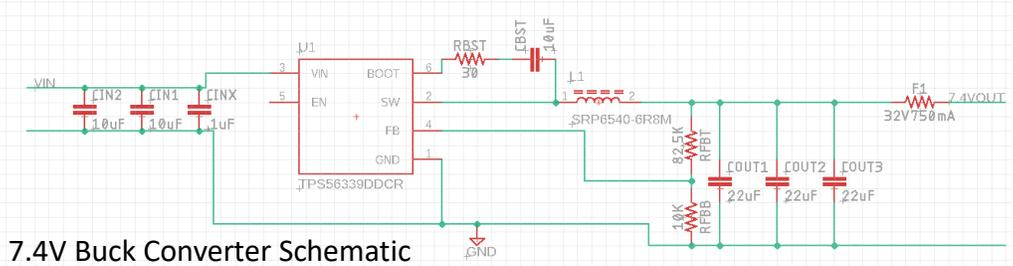 U1
VIN
CIN2
10uF
CIN1
10uF
CINX
.1uF
3
VIN
5
EN
BOOT
6
SW
2
FB
4
GND
1
TPS56339DDCR
RBST
30
CBST
10uF
L1
1
2
SRP6540-6R8M
82.5K
RFBT
10K
RFBB
COUT1
22uF
COUT2
22uF
COUT3
22uF
F1
32V750mA
7.4VOUT
GND
7.4V Buck Converter Schematic